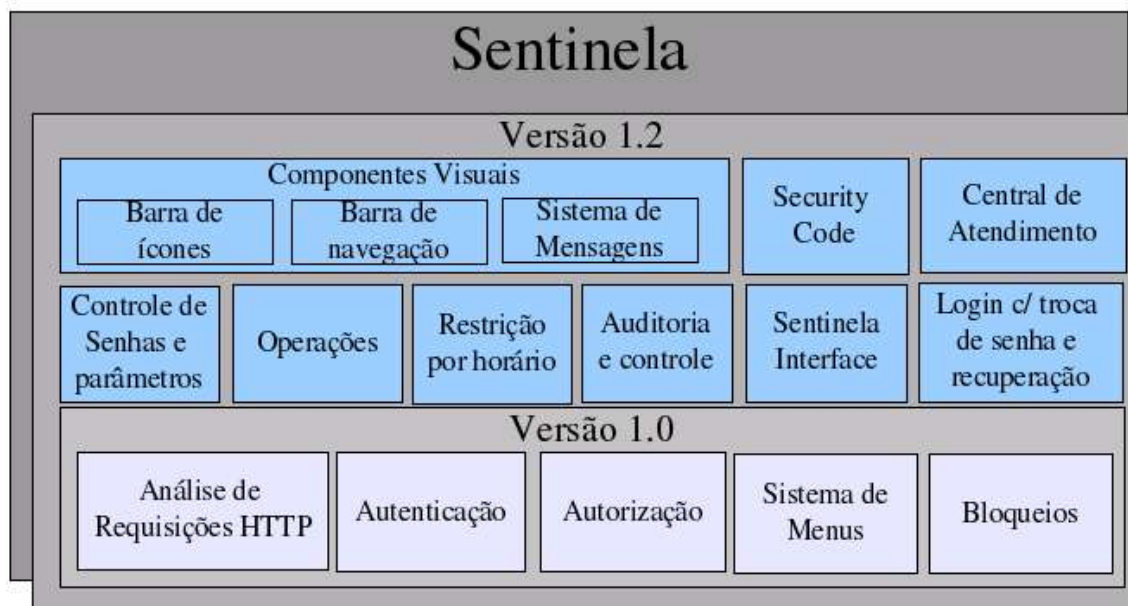 Sentinela
Versão 1.2
Componentes Visuais
Barra de
ícones
Barra de
navegação
Sistema de
Mensagens
Security
Code
Central de
Atendimento
Controle de
Senhas e
parâmetros
Operações
Restrição
por horário
Auditoria
e controle
Sentinela
Interface
Login c/ troca
de senha e
recuperação
Versão 1.0
Análise de
Requisições HTTP
Autenticação
Autorização
Sistema de
Menus
Bloqueios